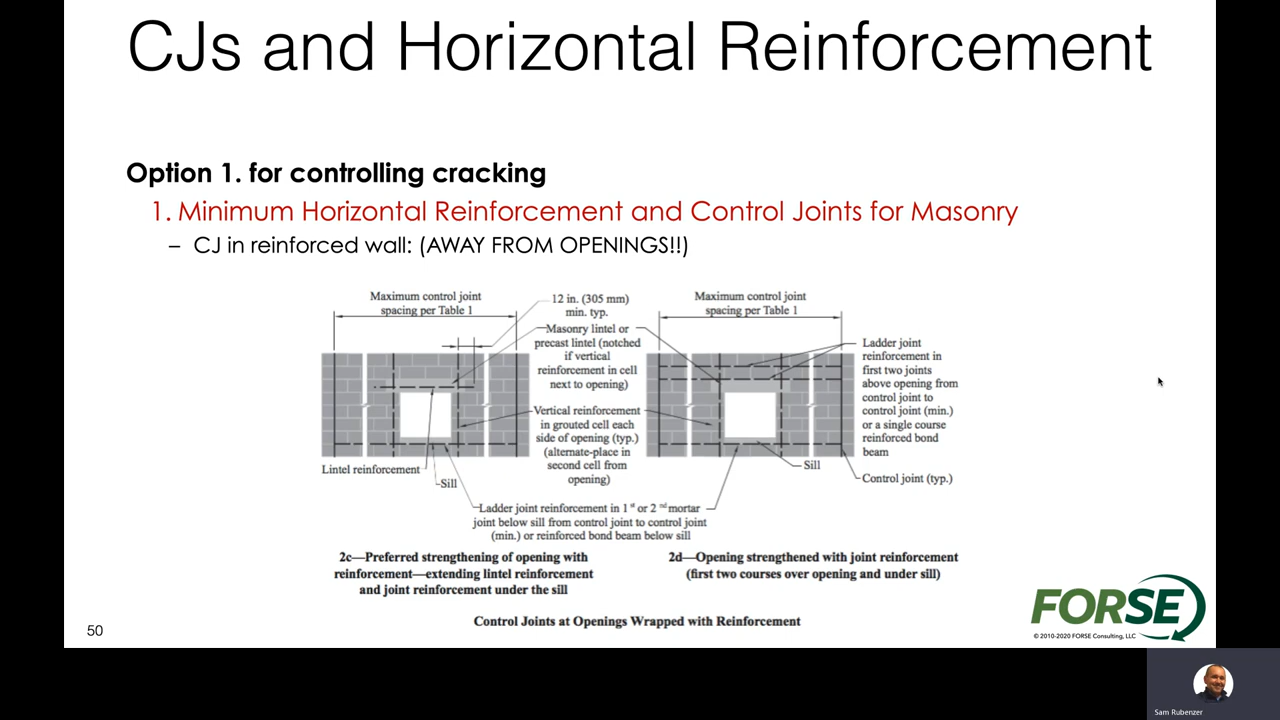 CJs and Horizontal Reinforcement
Option 1. for controlling cracking
1. Minimum Horizontal Reinforcement and Control Joints for Masonry
– CJ in reinforced wall: (AWAY FROM OPENINGS!!)
Maximum control joint
spacing per Table 1
12 in. (305 mm)
min. typ.
Masonry lintel or
precast lintel (notched
if vertical
reinforcement in cell
next to opening)
Vertical reinforcement
in grouted cell each
side of opening (typ.)
(alternate-place in
second cell from
opening)
Maximum control joint
spacing per Table 1
Ladder joint
reinforcement in
first two joints
above opening from
control joint to
control joint (min.)
or a single course
reinforced bond
beam
Lintel reinforcement
Sill
Sill
Control joint (typ.)
Ladder joint reinforcement in 1st or 2nd mortar
joint below sill from control joint to control joint
(min.) or reinforced bond beam below sill
2c—Preferred strengthening of opening with
reinforcement—extending lintel reinforcement
and joint reinforcement under the sill
2d—Opening strengthened with joint reinforcement
(first two courses over opening and under sill)
Control Joints at Openings Wrapped with Reinforcement
50
FORSE
© 2010-2020 FORSE Consulting, LLC
Sam Rubenzer